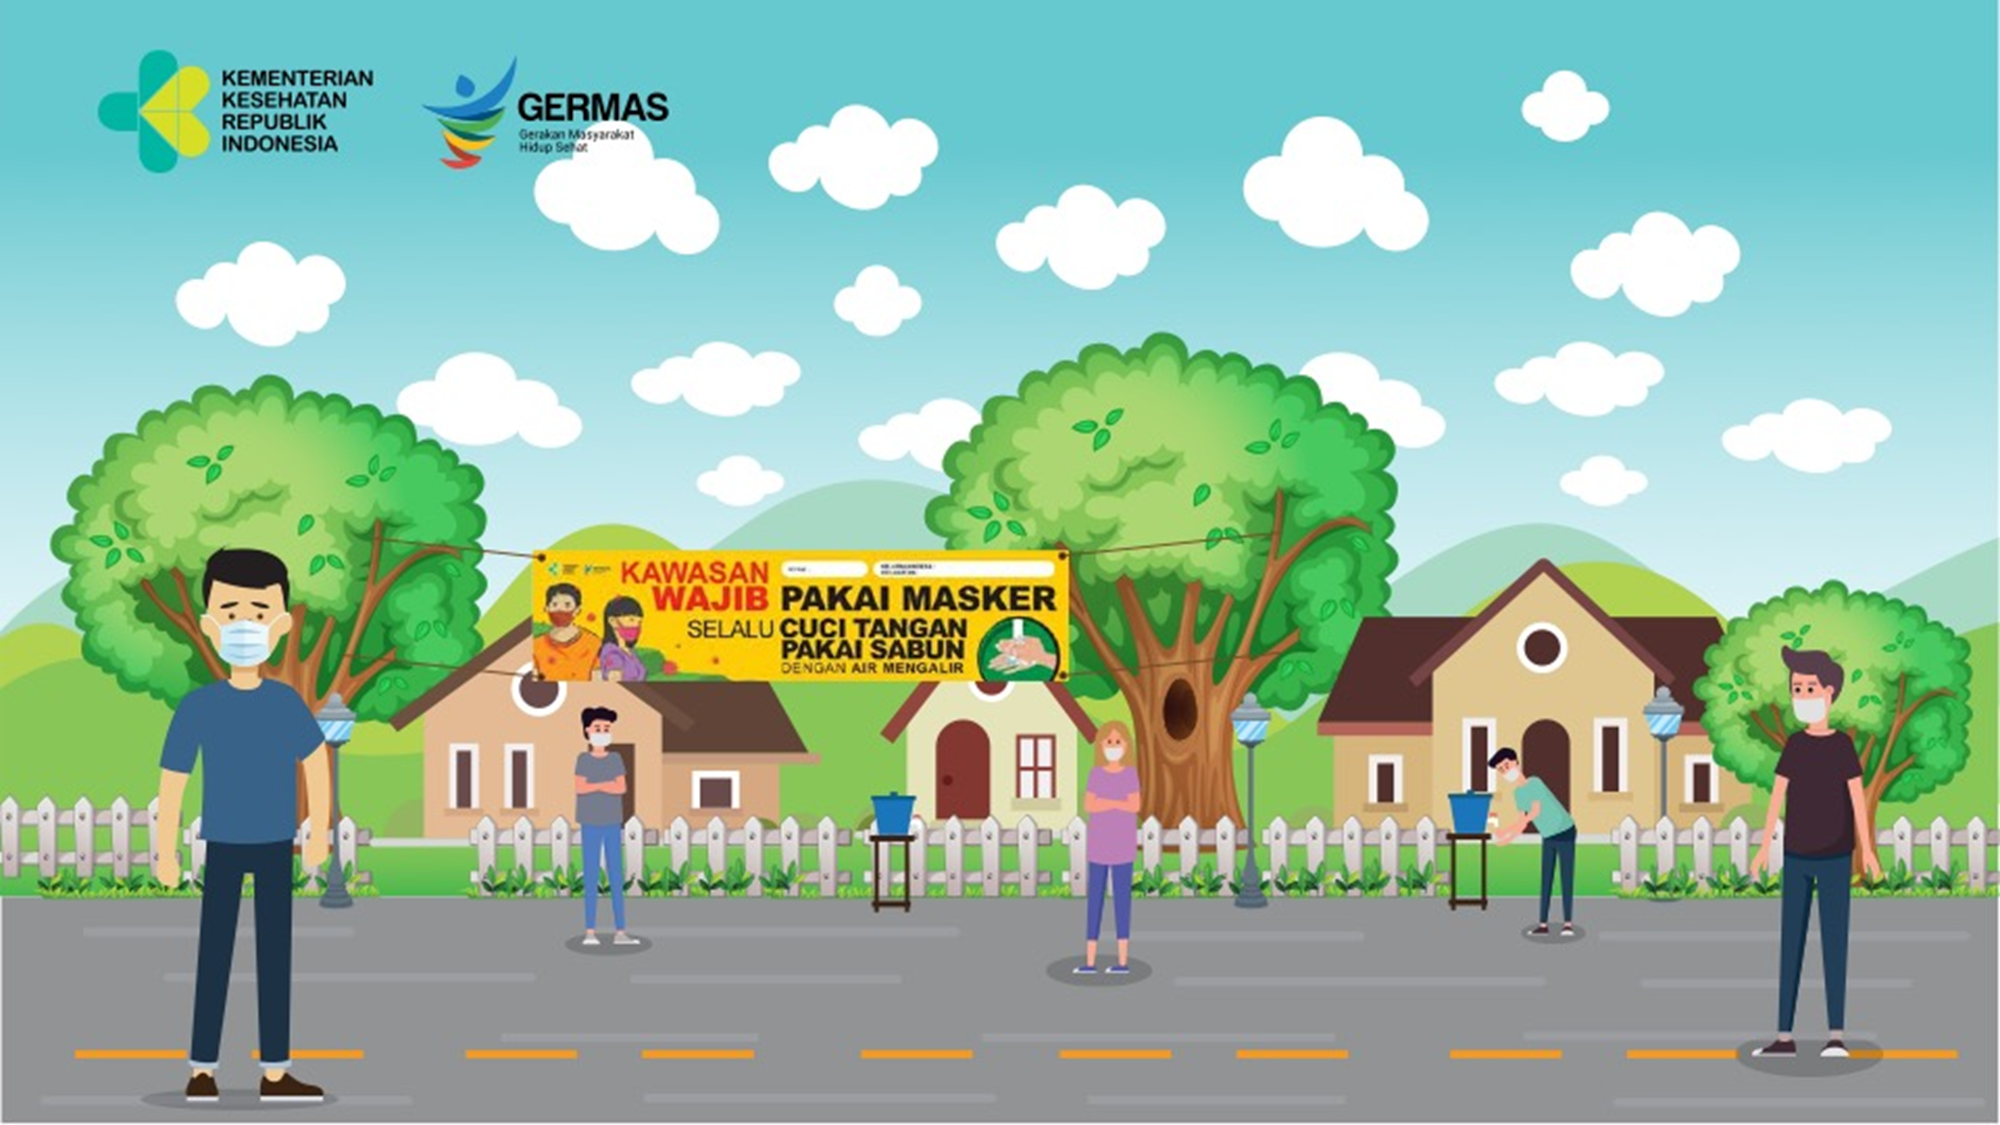 KEMENTERIAN
KESEHATAN
REPUBLIK
INDONESIA
GERMAS
Gerakan Masyarakat
Hidup Sehat
KAWASAN
WAJIB PAKAI MASKER
SELALU CUCI TANGAN
PAKAI SABUN
DENGAN AIR MENGALIR